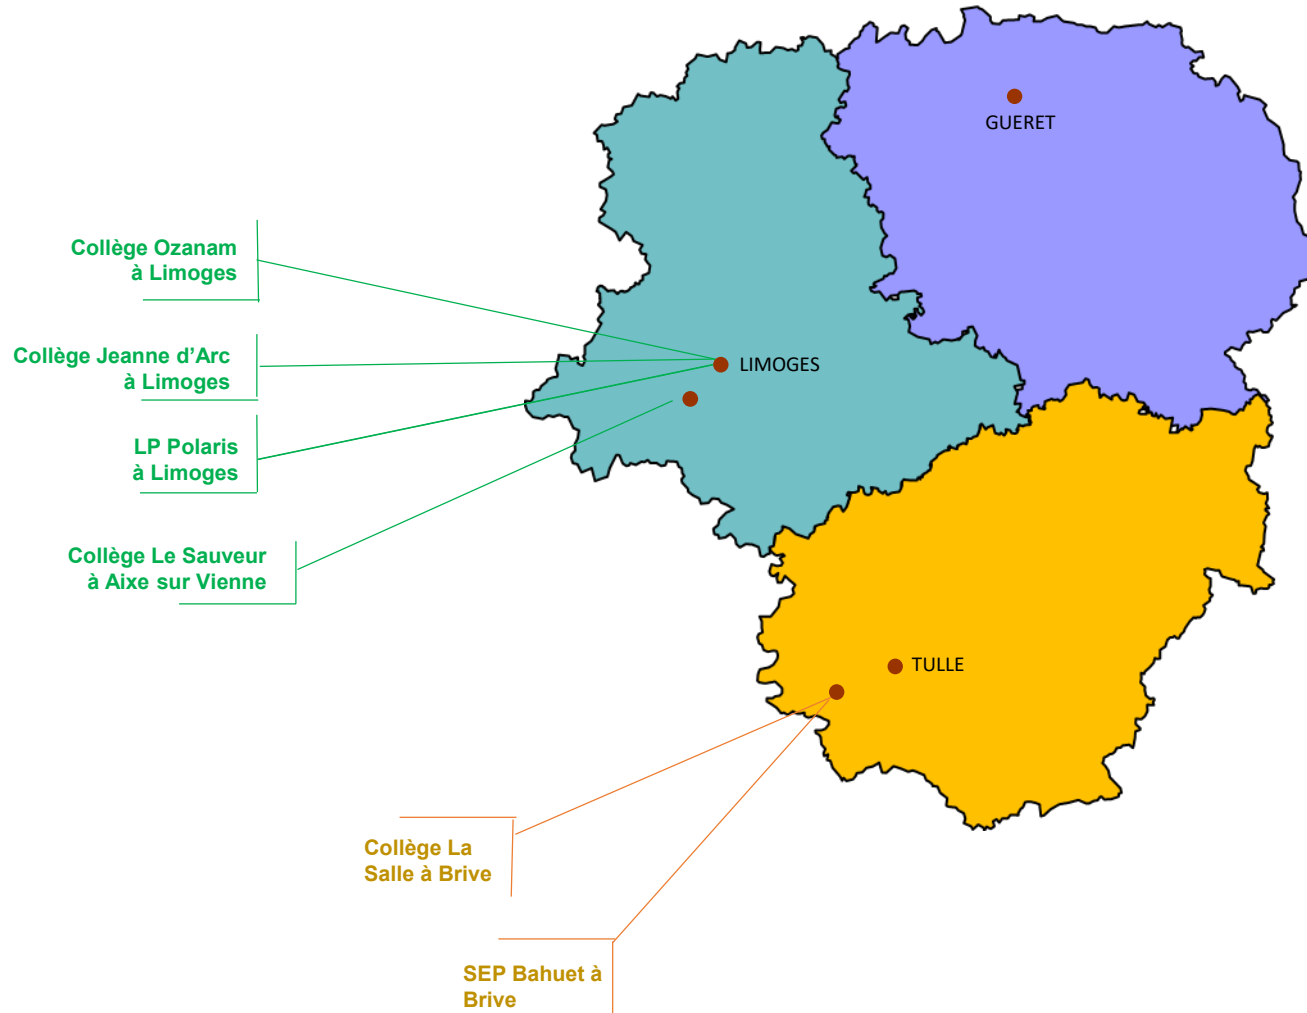 GUERET
Collège Ozanam
à Limoges
Collège Jeanne d’Arc
à Limoges
LIMOGES
LP Polaris
à Limoges
Collège Le Sauveur
à Aixe sur Vienne
TULLE
Collège La
Salle à Brive
SEP Bahuet à
Brive